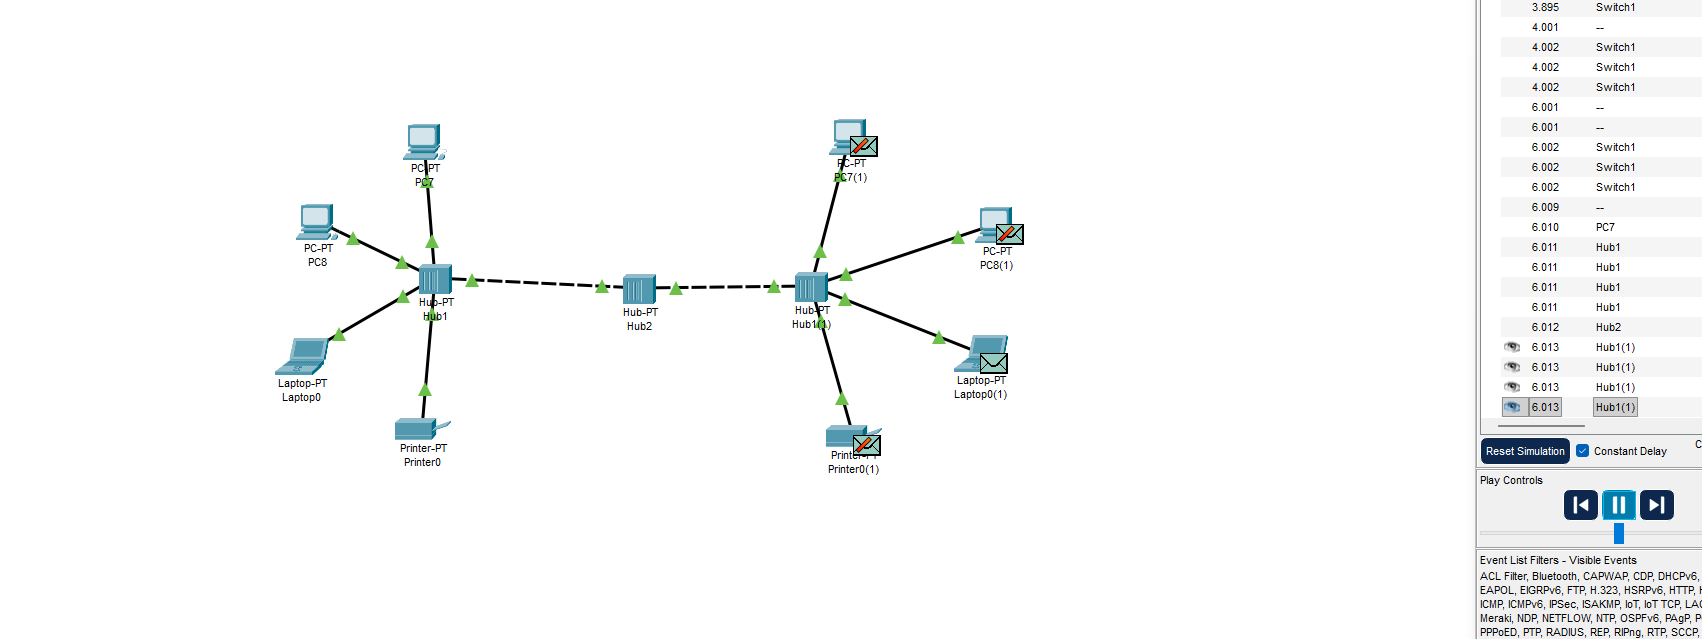 PC-PT
PC7
PC-PT
PC8
Hub-PT
Hub1
Laptop-PT
Laptop0
Printer-PT
Printer0
Hub-PT
Hub2
PC-PT
PC7(1)
PC-PT
PC8(1)
Hub-PT
Hub1(1)
Laptop-PT
Laptop0(1)
Printer-PT
Printer0(1)
3.895 Switch1
4.001 --
4.002 Switch1
4.002 Switch1
4.002 Switch1
6.001 --
6.001 --
6.002 Switch1
6.002 Switch1
6.002 Switch1
6.009 --
6.010 PC7
6.011 Hub1
6.011 Hub1
6.011 Hub1
6.011 Hub1
6.012 Hub2
6.013 Hub1(1)
6.013 Hub1(1)
6.013 Hub1(1)
6.013 Hub1(1)
Reset Simulation Constant Delay C
Play Controls
Event List Filters - Visible Events
ACL Filter, Bluetooth, CAPWAP, CDP, DHCPv6,
EAPOL, EIGRPv6, FTP, H.323, HSRPv6, HTTP,
ICMP, ICMPv6, IPSec, ISAKMP, IoT, IoT TCP,
Meraki, NDP, NETFLOW, NTP, OSPFv6, PAgP,
PPPoED, PTP, RADIUS, REP, RIPng, RTP, SCCP,